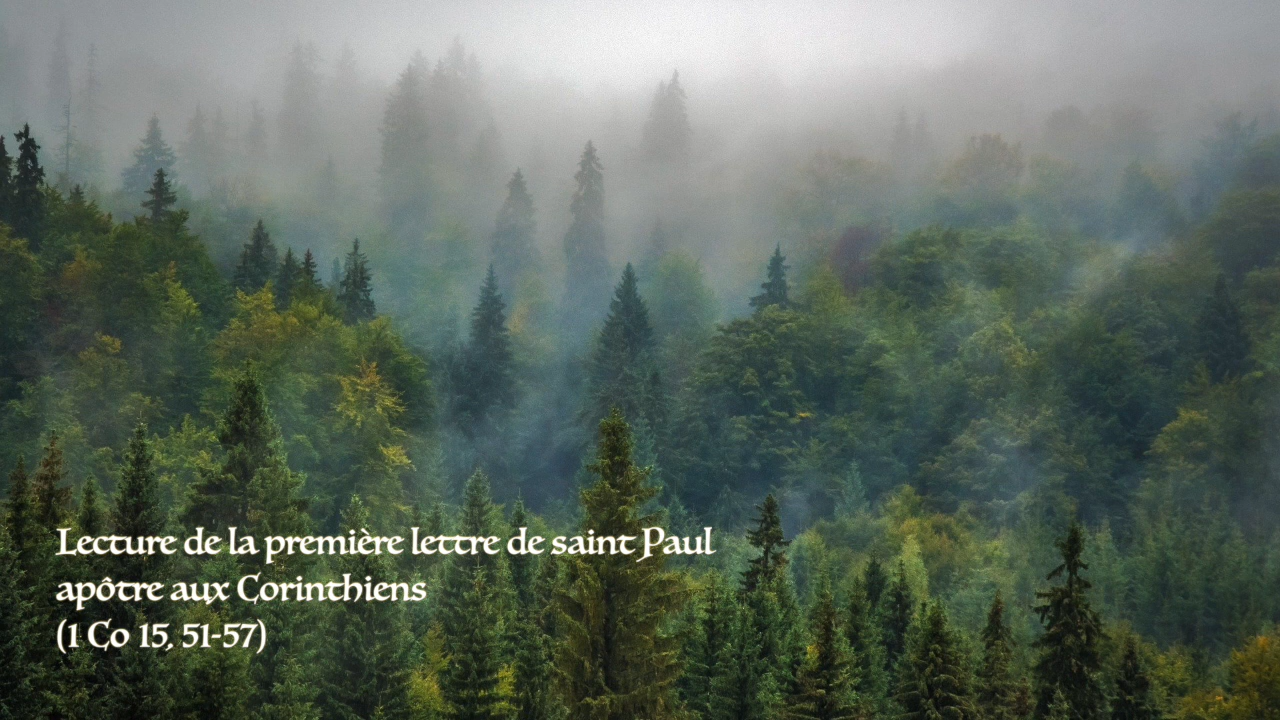 Lecture de la première lettre de saint Paul
apôtre aux Corinthiens
(1 Co 15, 51-57)